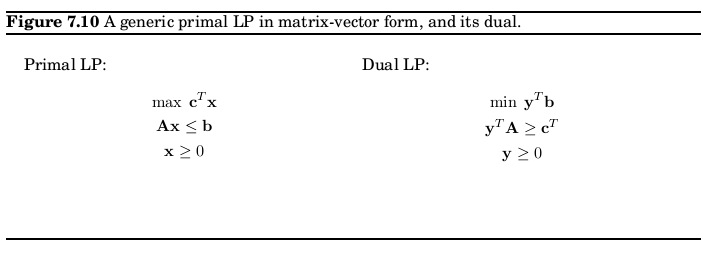 Figure 7.10 A generic primal LP in matrix-vector form, and its dual.
Primal LP:
max c^T x
Ax ≤ b
x ≥ 0
Dual LP:
min y^T b
y^T A ≥ c^T
y ≥ 0